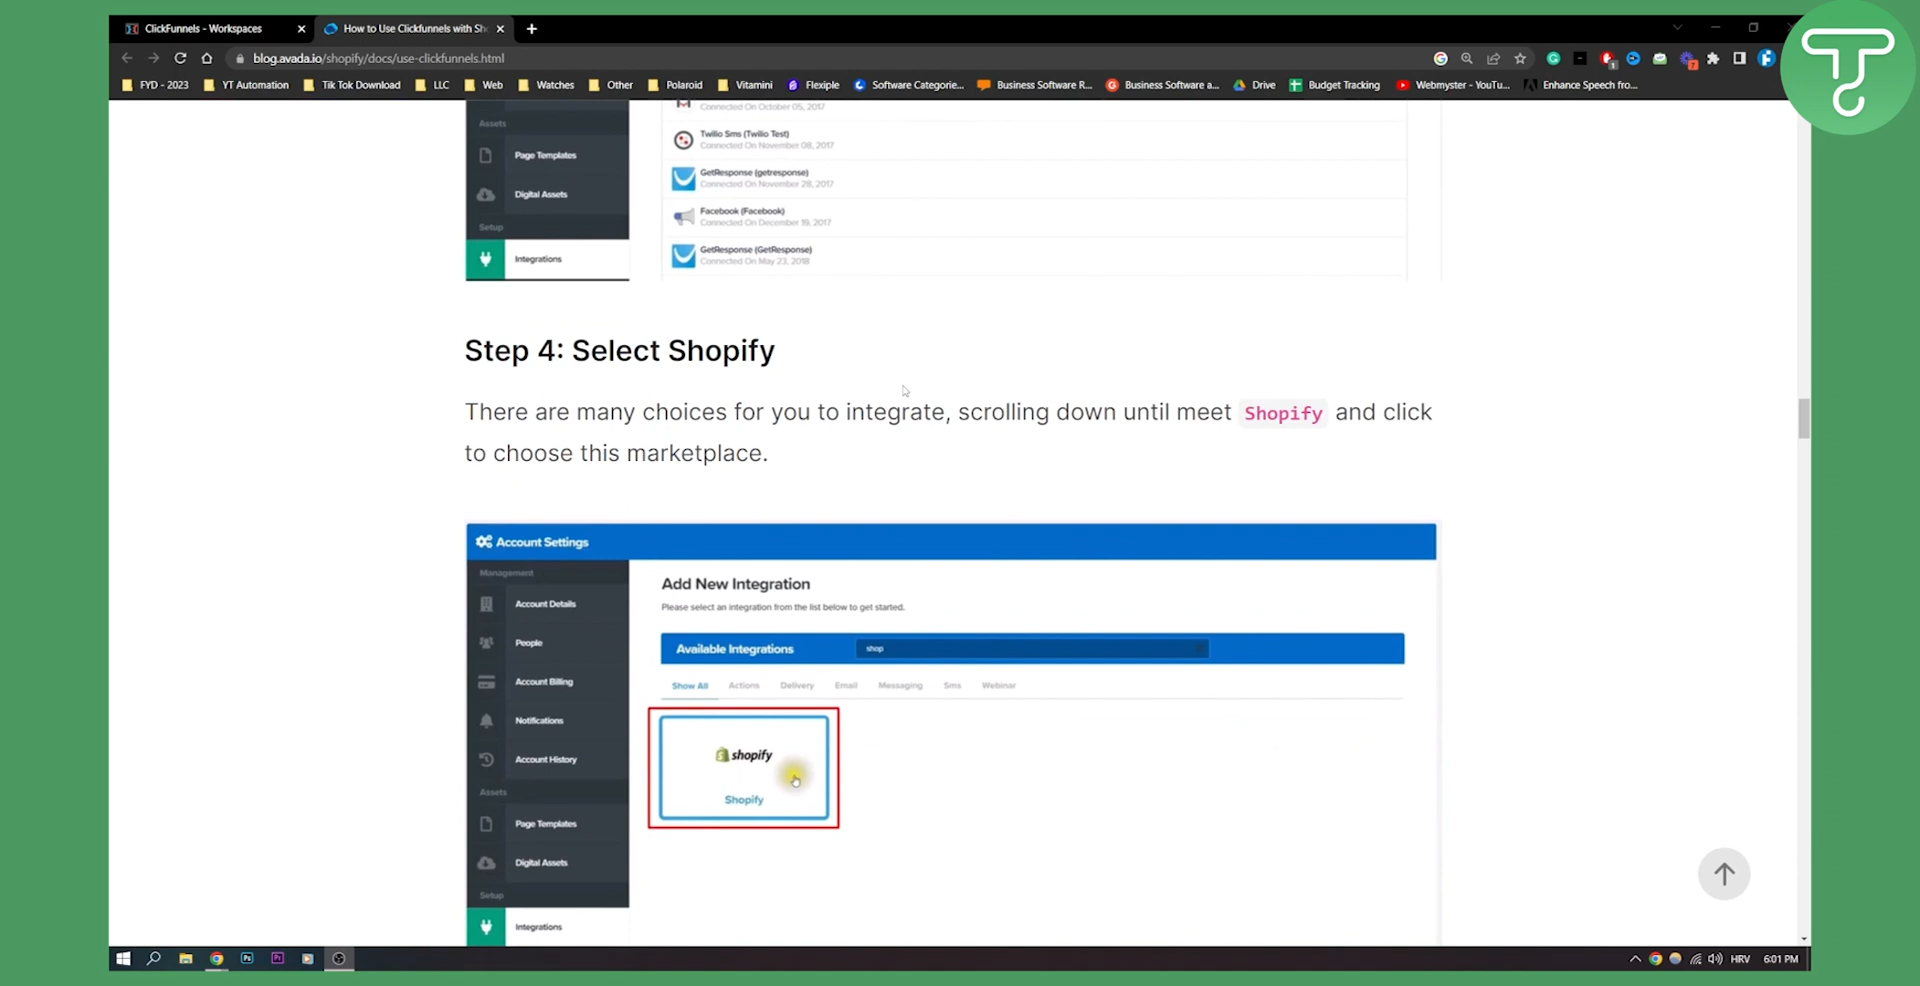 ClickFunnels - Workspaces
How to Use Clickfunnels with Sh
blog.avada.io/shopify/docs/use-clickfunnels.html
FYD - 2023
YT Automation
Tik Tok Download
LLC
Web
Watches
Other
Polaroid
Vitamini
Flexiple
Software Categorie...
Business Software R...
Business Software a...
Drive
Budget Tracking
Webmyster - YouTu...
Enhance Speech fro...
Connected On October 05, 2017
Assets
Twilio Sms (Twilio Test)
Connected On November 08, 2017
Page Templates
GetResponse (getresponse)
Connected On November 28, 2017
Digital Assets
Facebook (Facebook)
Connected On December 19, 2017
Setup
GetResponse (GetResponse)
Connected On May 23, 2018
Integrations
Step 4: Select Shopify
There are many choices for you to integrate, scrolling down until meet Shopify and click
to choose this marketplace.
Account Settings
Management
Account Details
People
Account Billing
Notifications
Account History
Assets
Page Templates
Digital Assets
Setup
Integrations
Add New Integration
Please select an integration from the list below to get started.
Available Integrations
shop
Show All
Actions
Delivery
Email
Messaging
Sms
Webinar
shopify
Shopify
HRV
6:01 PM